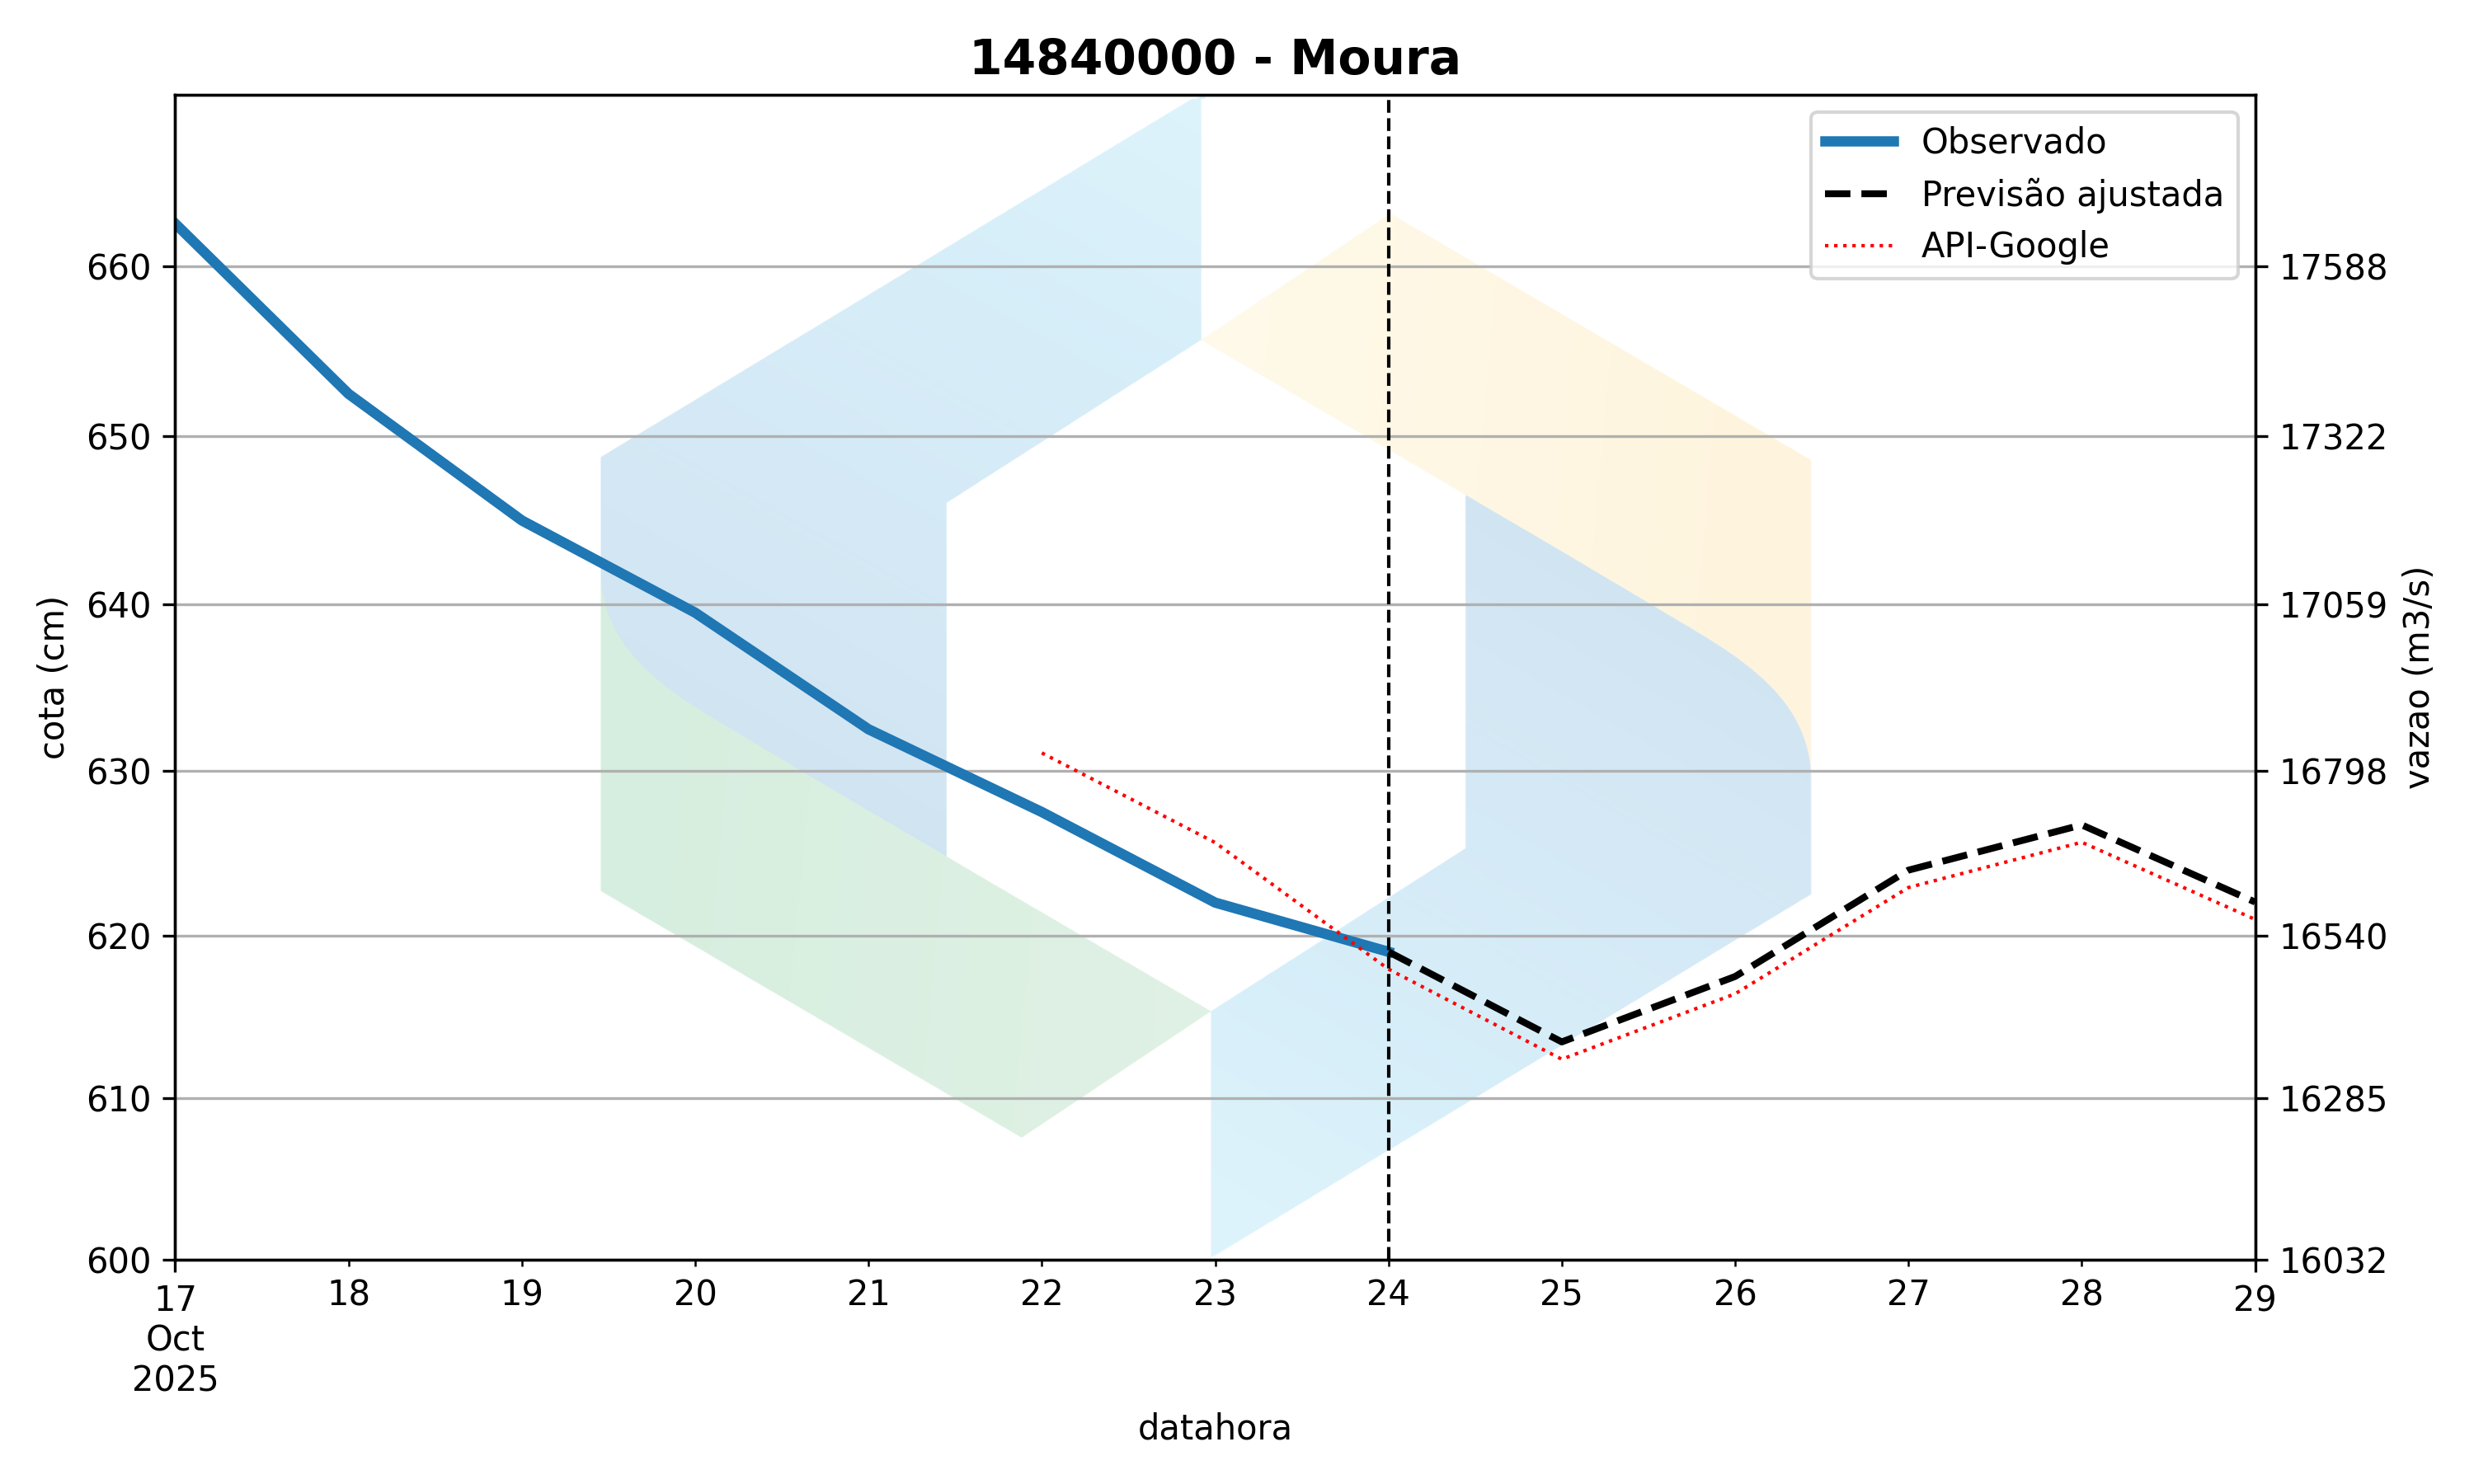 14840000 - Moura
Observado
Previsão ajustada
API-Google
660
650
640
630
620
610
600
cota (cm)
17588
17322
17059
16798
16540
16285
16032
vazao (m3/s)
17 18 19 20 21 22 23 24 25 26 27 28 29
Oct
2025
datahora